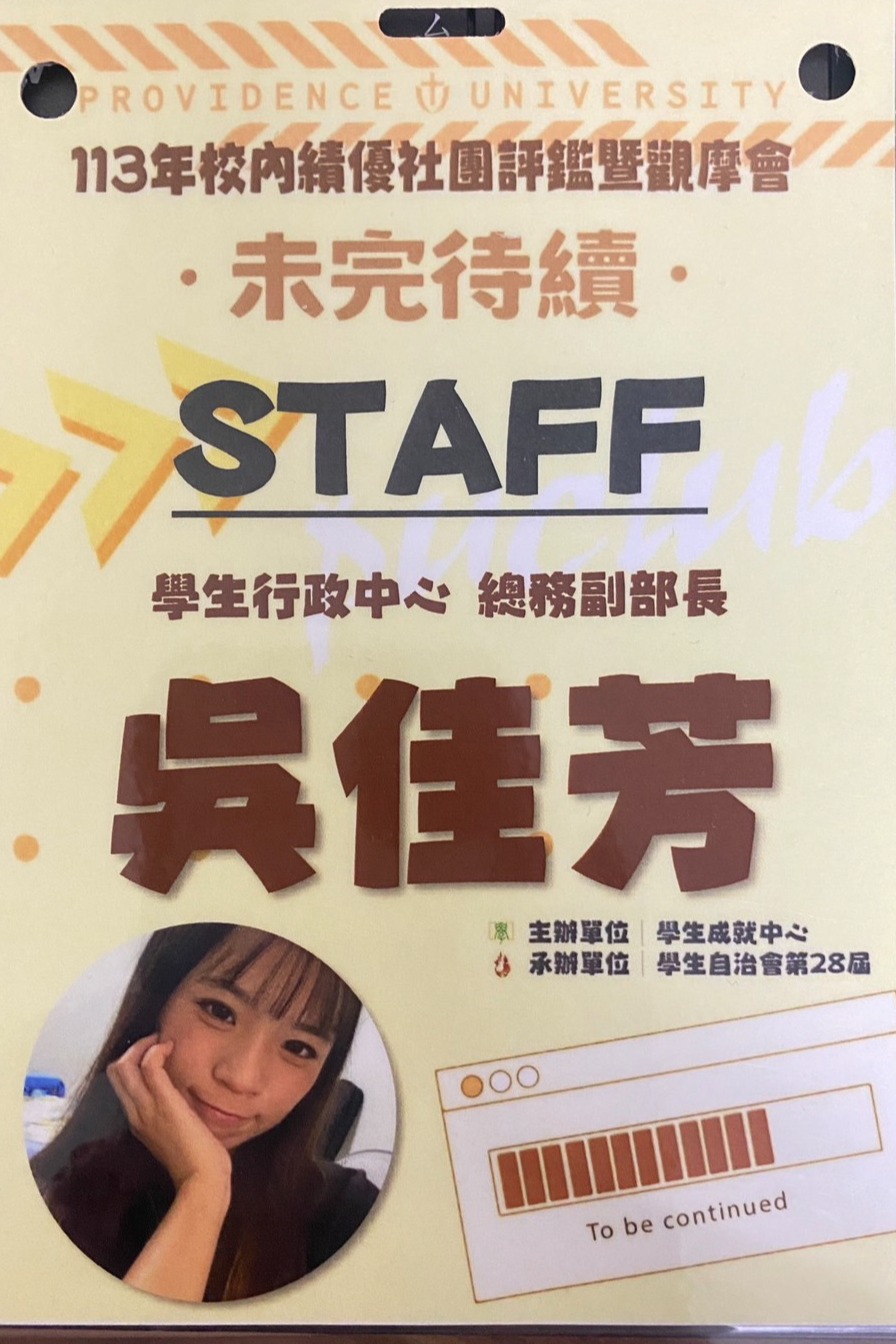 PROVIDENCE UNIVERSITY
113年校內績優社團評鑑暨觀摩會
·未完待續·
STAFF
puclub
學生行政中心 總務副部長
吳佳芳
主辦單位 | 學生成就中心
承辦單位 | 學生自治會第28屆
To be continued